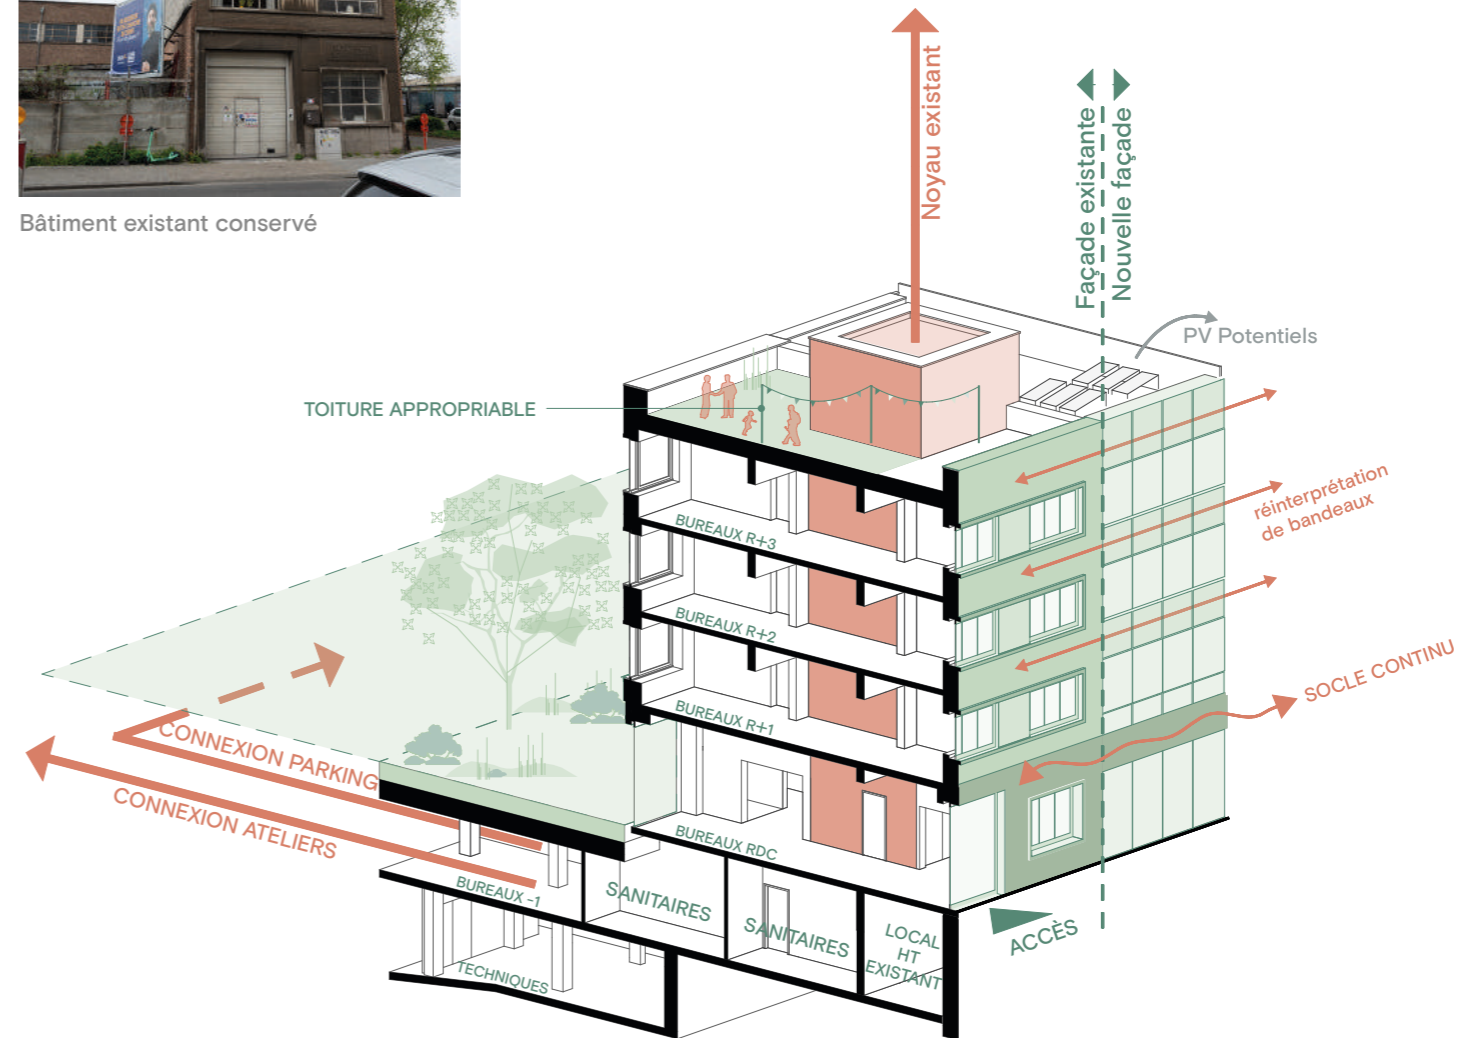 Bâtiment existant conservé
Noyau existant
Façade existante
Nouvelle façade
PV Potentiels
TOITURE APPROPRIABLE
réinterprétation
de bandeaux
BUREAUX R+3
BUREAUX R+2
BUREAUX R+1
SOCLE CONTINU
CONNEXION PARKING
CONNEXION ATELIERS
BUREAUX RDC
BUREAUX -1
SANITAIRES
SANITAIRES
LOCAL
HT
EXISTANT
ACCÈS
TECHNIQUES